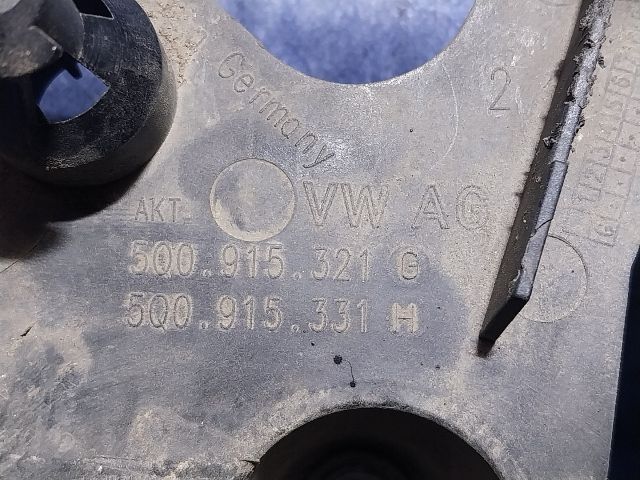 Germany
2
AKT. VW AG
5Q0.915.321 G
5Q0.915.331 H